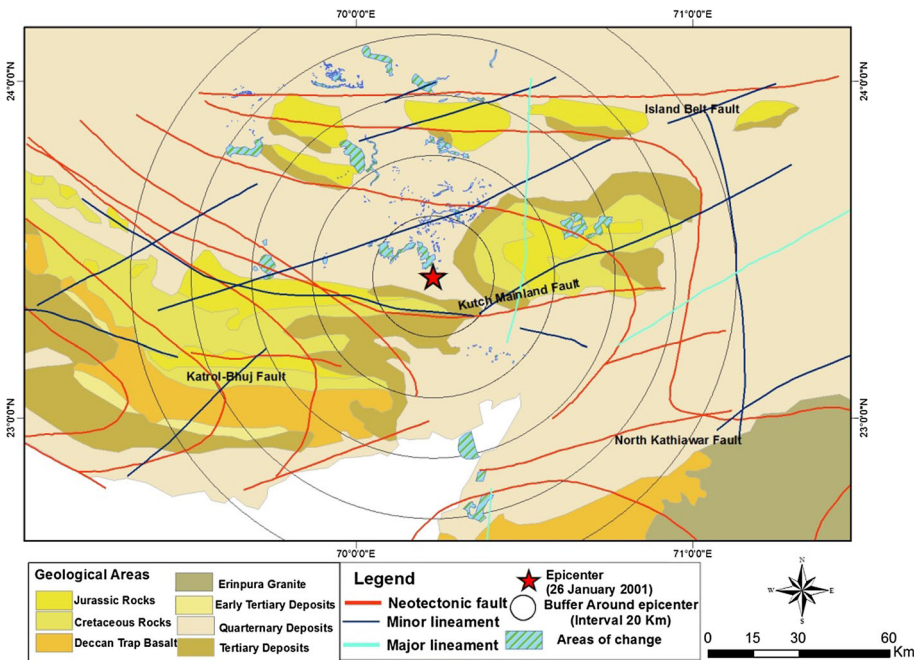 70°0'0"E
71°0'0"E
24°0'0"N
24°0'0"N
Island Belt Fault
Kutch Mainland Fault
Katrol-Bhuj Fault
23°0'0"N
23°0'0"N
North Kathiawar Fault
70°0'0"E
71°0'0"E
Geological Areas
Jurassic Rocks
Cretaceous Rocks
Deccan Trap Basalt
Erinpura Granite
Early Tertiary Deposits
Quarternary Deposits
Tertiary Deposits
Legend
Neotectonic fault
Minor lineament
Major lineament
Epicenter
(26 January 2001)
Buffer Around epicenter
(Interval 20 Km)
Areas of change
N
W
E
S
0 15 30 60
Km